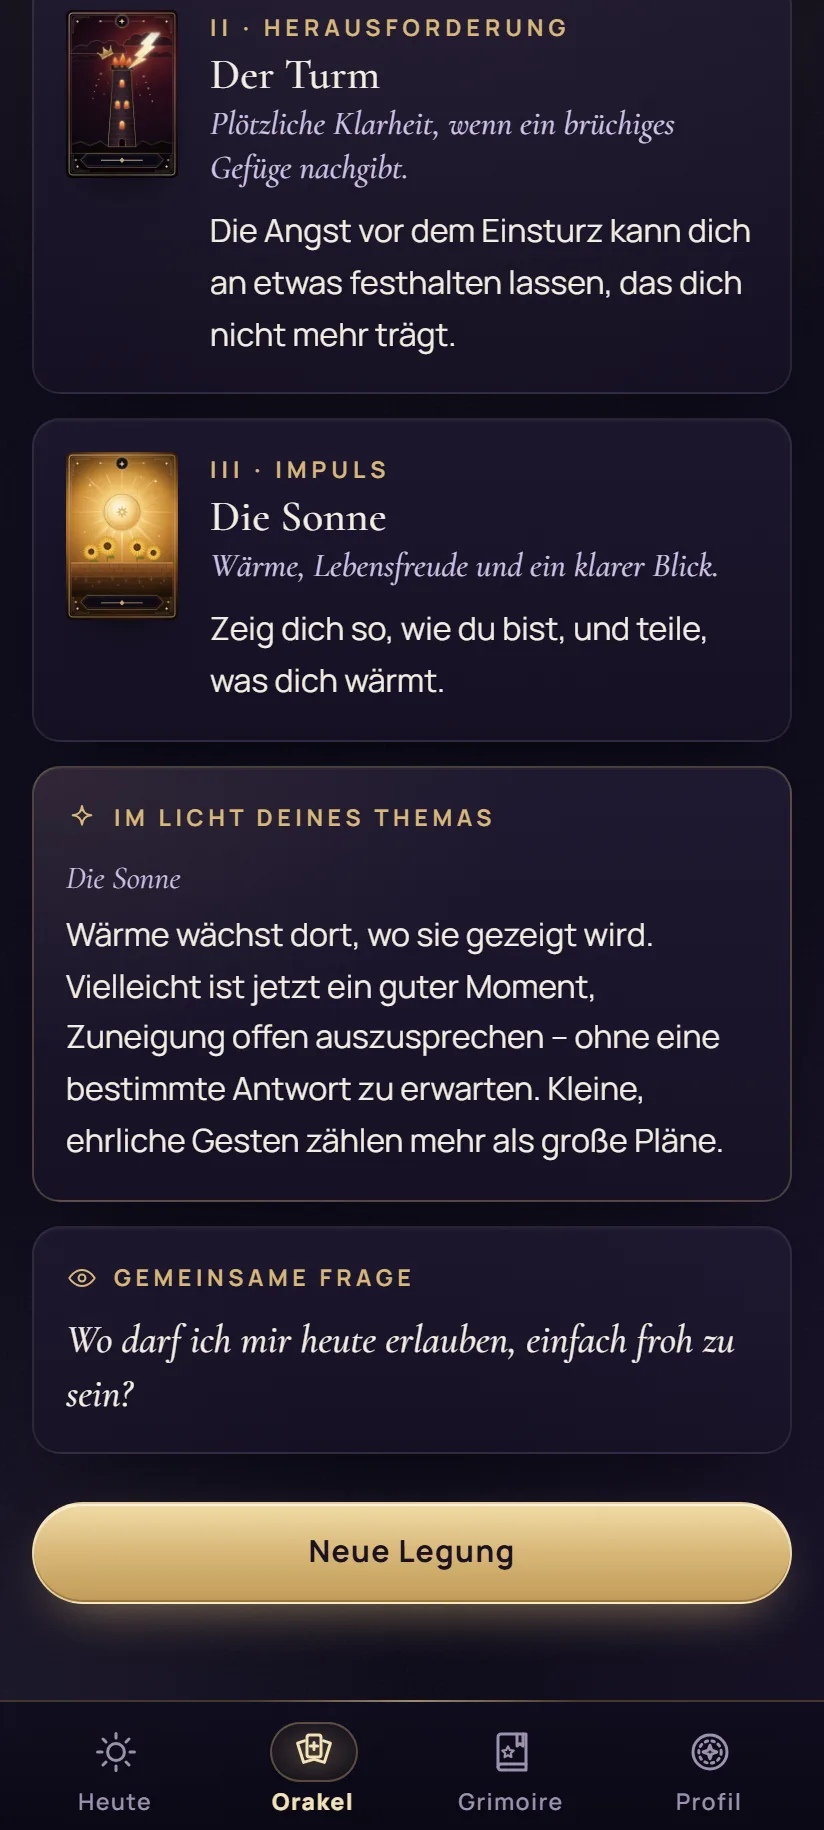 II · HERAUSFORDERUNG
Der Turm
Plötzliche Klarheit, wenn ein brüchiges
Gefüge nachgibt.
Die Angst vor dem Einsturz kann dich
an etwas festhalten lassen, das dich
nicht mehr trägt.
III · IMPULS
Die Sonne
Wärme, Lebensfreude und ein klarer Blick.
Zeig dich so, wie du bist, und teile,
was dich wärmt.
IM LICHT DEINES THEMAS
Die Sonne
Wärme wächst dort, wo sie gezeigt wird.
Vielleicht ist jetzt ein guter Moment,
Zuneigung offen auszusprechen – ohne eine
bestimmte Antwort zu erwarten. Kleine,
ehrliche Gesten zählen mehr als große Pläne.
GEMEINSAME FRAGE
Wo darf ich mir heute erlauben, einfach froh zu
sein?
Neue Legung
Heute
Orakel
Grimoire
Profil